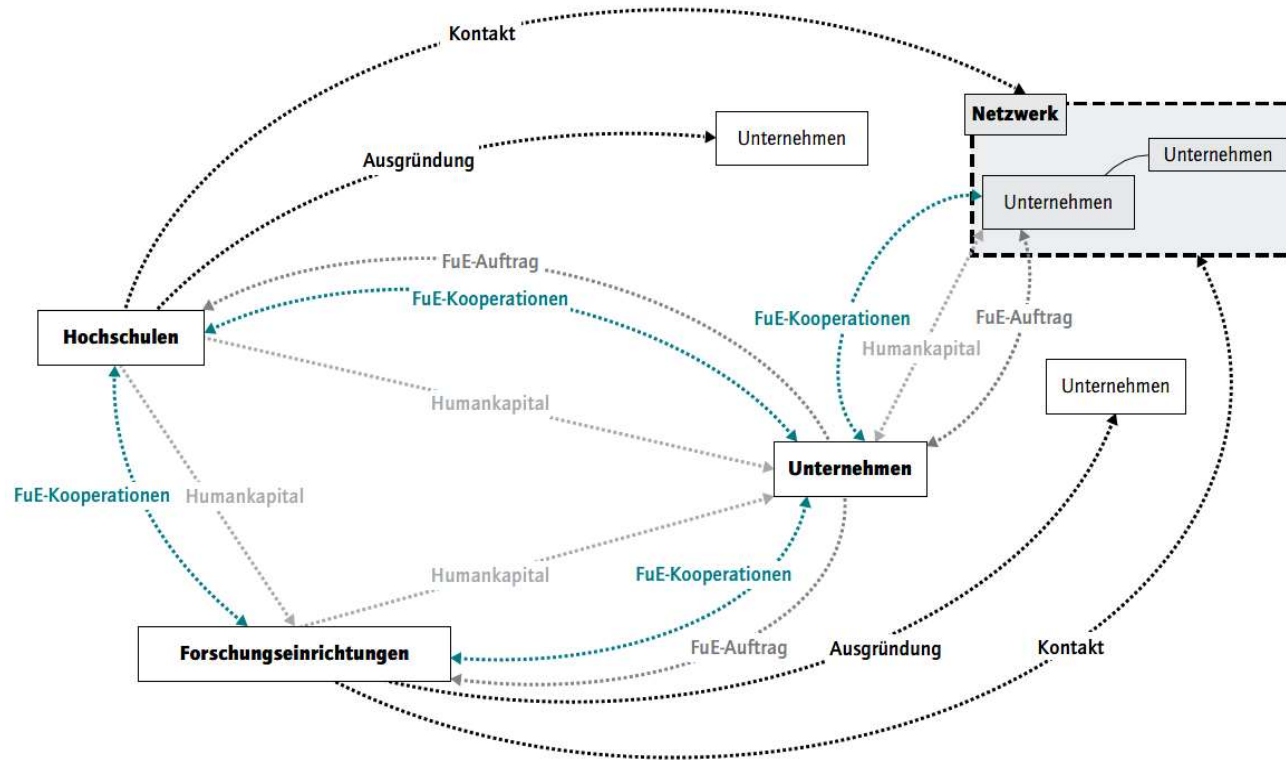 Kontakt
Netzwerk
Unternehmen
Ausgründung
Unternehmen
Unternehmen
FuE-Auftrag
FuE-Kooperationen
FuE-Kooperationen
FuE-Auftrag
Hochschulen
Humankapital
Unternehmen
Humankapital
Unternehmen
FuE-Kooperationen
Humankapital
Humankapital
FuE-Kooperationen
Forschungseinrichtungen
FuE-Auftrag
Ausgründung
Kontakt